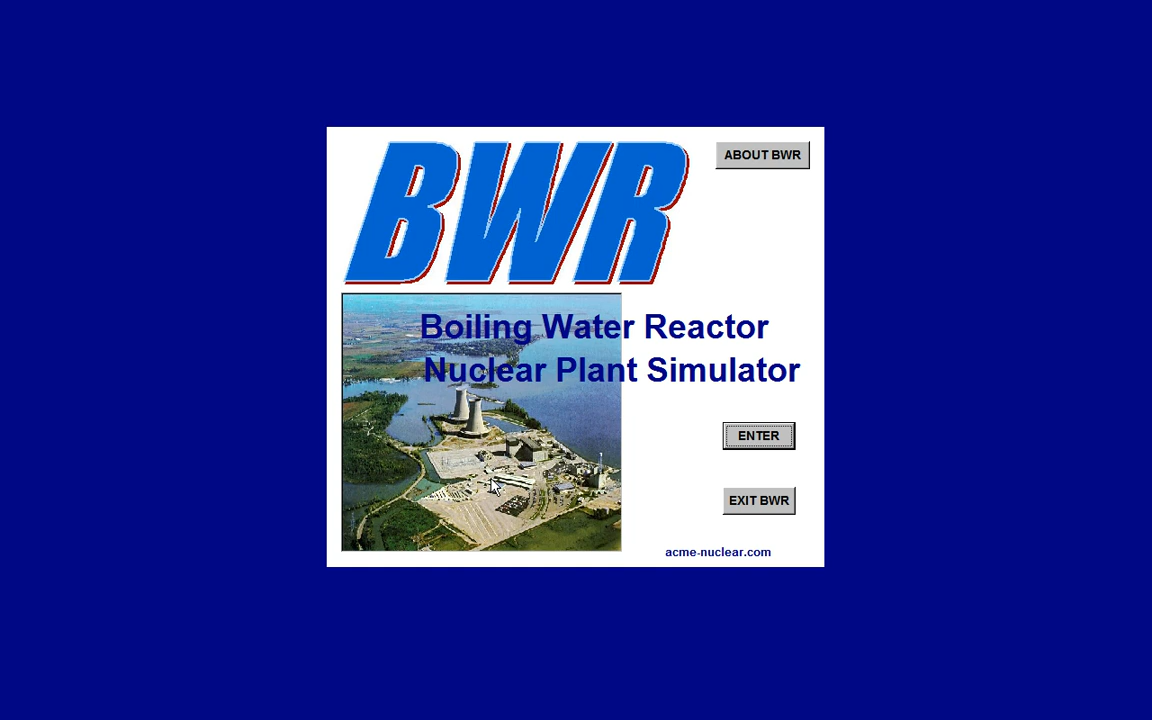 BWR
ABOUT BWR
Boiling Water Reactor
Nuclear Plant Simulator
ENTER
EXIT BWR
acme-nuclear.com